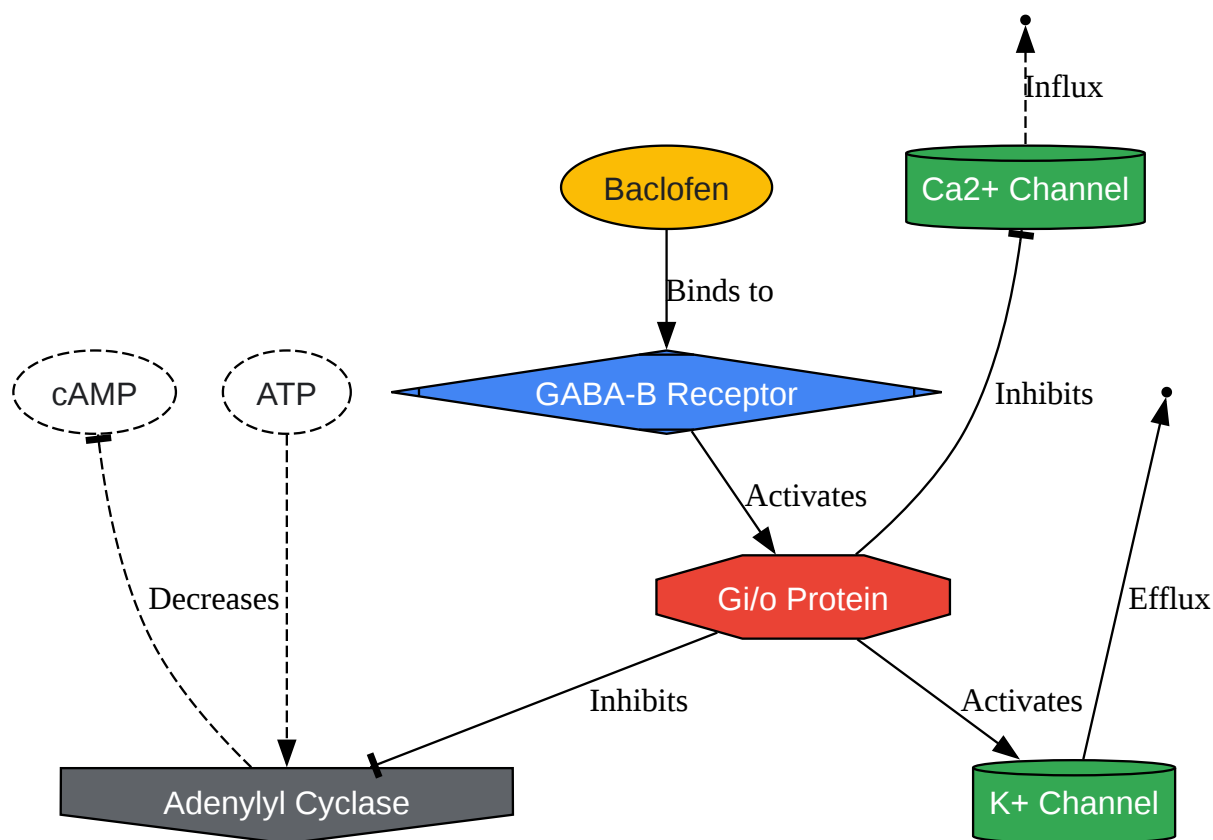 Influx
Baclofen
Ca2+ Channel
Binds to
cAMP
ATP
GABA-B Receptor
Inhibits
Activates
Decreases
Gi/o Protein
Efflux
Inhibits
Activates
Adenylyl Cyclase
K+ Channel